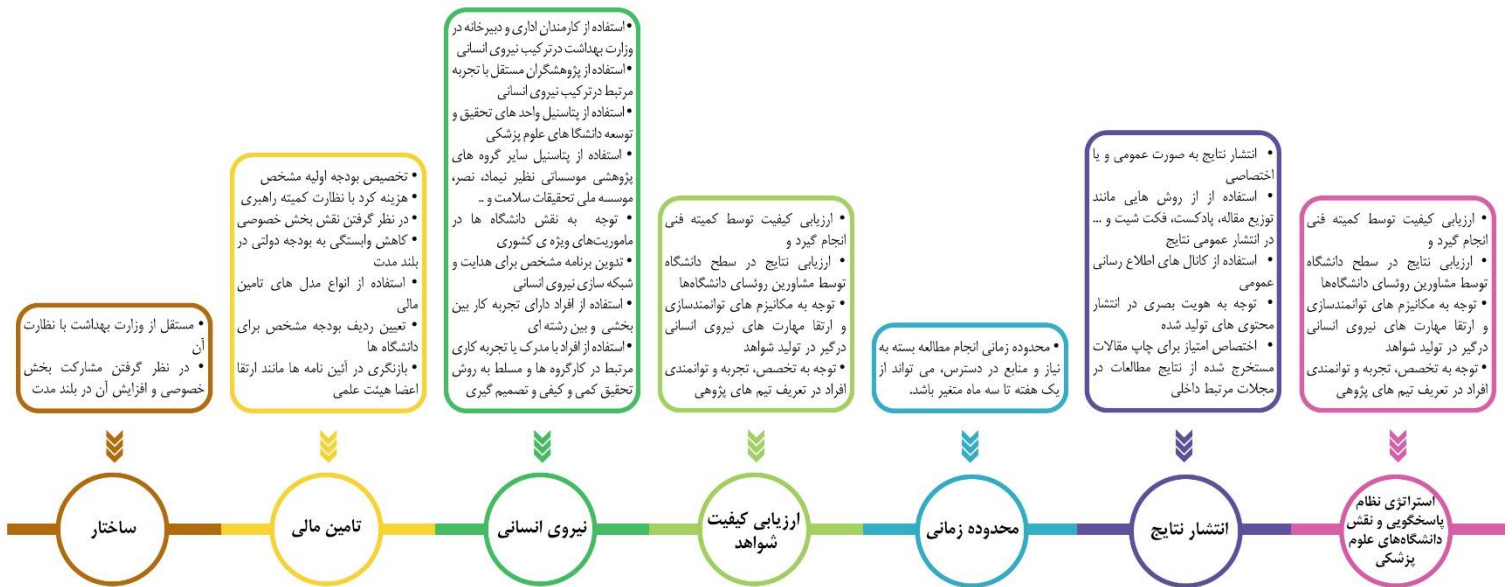 • مستقل از وزارت بهداشت با نظارت
آن
• در نظر گرفتن مشارکت بخش
خصوصی و افزایش آن در بلند مدت
ساختار
• تخصیص بودجه اولیه مشخص
• هزینه کرد با نظارت کمیته راهبری
• در نظر گرفتن نقش بخش خصوصی
• کاهش وابستگی به بودجه دولتی در
بلند مدت
• استفاده از انواع مدل های تامین
مالی
• تعیین ردیف بودجه مشخص برای
دانشگاه ها
• بازنگری در آئین نامه ها مانند ارتقا
اعضا هیئت علمی
تامین مالی
• استفاده از کارمندان اداری و دبیرخانه در
وزارت بهداشت درترکیب نیروی انسانی
• استفاده از پژوهشگران مستقل با تجربه
مرتبط درترکیب نیروی انسانی
• استفاده از پتاسنیل واحد های تحقیق و
توسعه دانشگا های علوم پزشکی
• استفاده از پتاسنیل سایر گروه های
پژوهشی موسساتی نظیر نیماد، نصر،
موسسه ملی تحقیقات سلامت و ..
• توجه به نقش دانشگاه ها در
ماموریت‌های ویژه ی کشوری
• تدوین برنامه مشخص برای هدایت و
شبکه سازی نیروی انسانی
• استفاده از افراد دارای تجربه کار بین
بخشی و بین رشته ای
• استفاده از افراد با مدرک یا تجربه کاری
مرتبط در کارگروه ها و مسلط به روش
تحقیق کمی و کیفی و تصمیم گیری
نیروی انسانی
• ارزیابی کیفیت توسط کمیته فنی
انجام گیرد و
• ارزیابی نتایج در سطح دانشگاه
توسط مشاورین روئسای دانشگاه‌ها
• توجه به مکانیزم های توانمندسازی
و ارتقا مهارت های نیروی انسانی
درگیر در تولید شواهد
• توجه به تخصص، تجربه و توانمندی
افراد در تعریف تیم های پژوهی
ارزیابی کیفیت
شواهد
• محدوده زمانی انجام مطالعه بسته به
نیاز و منابع در دسترس، می تواند از
یک هفته تا سه ماه متغیر باشد.
محدوده زمانی
• انتشار نتایج به صورت عمومی و یا
اختصاصی
• استفاده از از روش هایی مانند
توزیع مقاله، پادکست، فکت شیت و ...
در انتشار عمومی نتایج
• استفاده از کانال های اطلاع رسانی
عمومی
• توجه به هویت بصری در انتشار
محتوی های تولید شده
• اختصاص امتیاز برای چاپ مقالات
مستخرج شده از نتایج مطالعات در
مجلات مرتبط داخلی
انتشار نتایج
• ارزیابی کیفیت توسط کمیته فنی
انجام گیرد و
• ارزیابی نتایج در سطح دانشگاه
توسط مشاورین روئسای دانشگاه‌ها
• توجه به مکانیزم های توانمندسازی
و ارتقا مهارت های نیروی انسانی
درگیر در تولید شواهد
• توجه به تخصص، تجربه و توانمندی
افراد در تعریف تیم های پژوهی
استراتژی نظام
پاسخگویی و نقش
دانشگاه‌های علوم
پزشکی